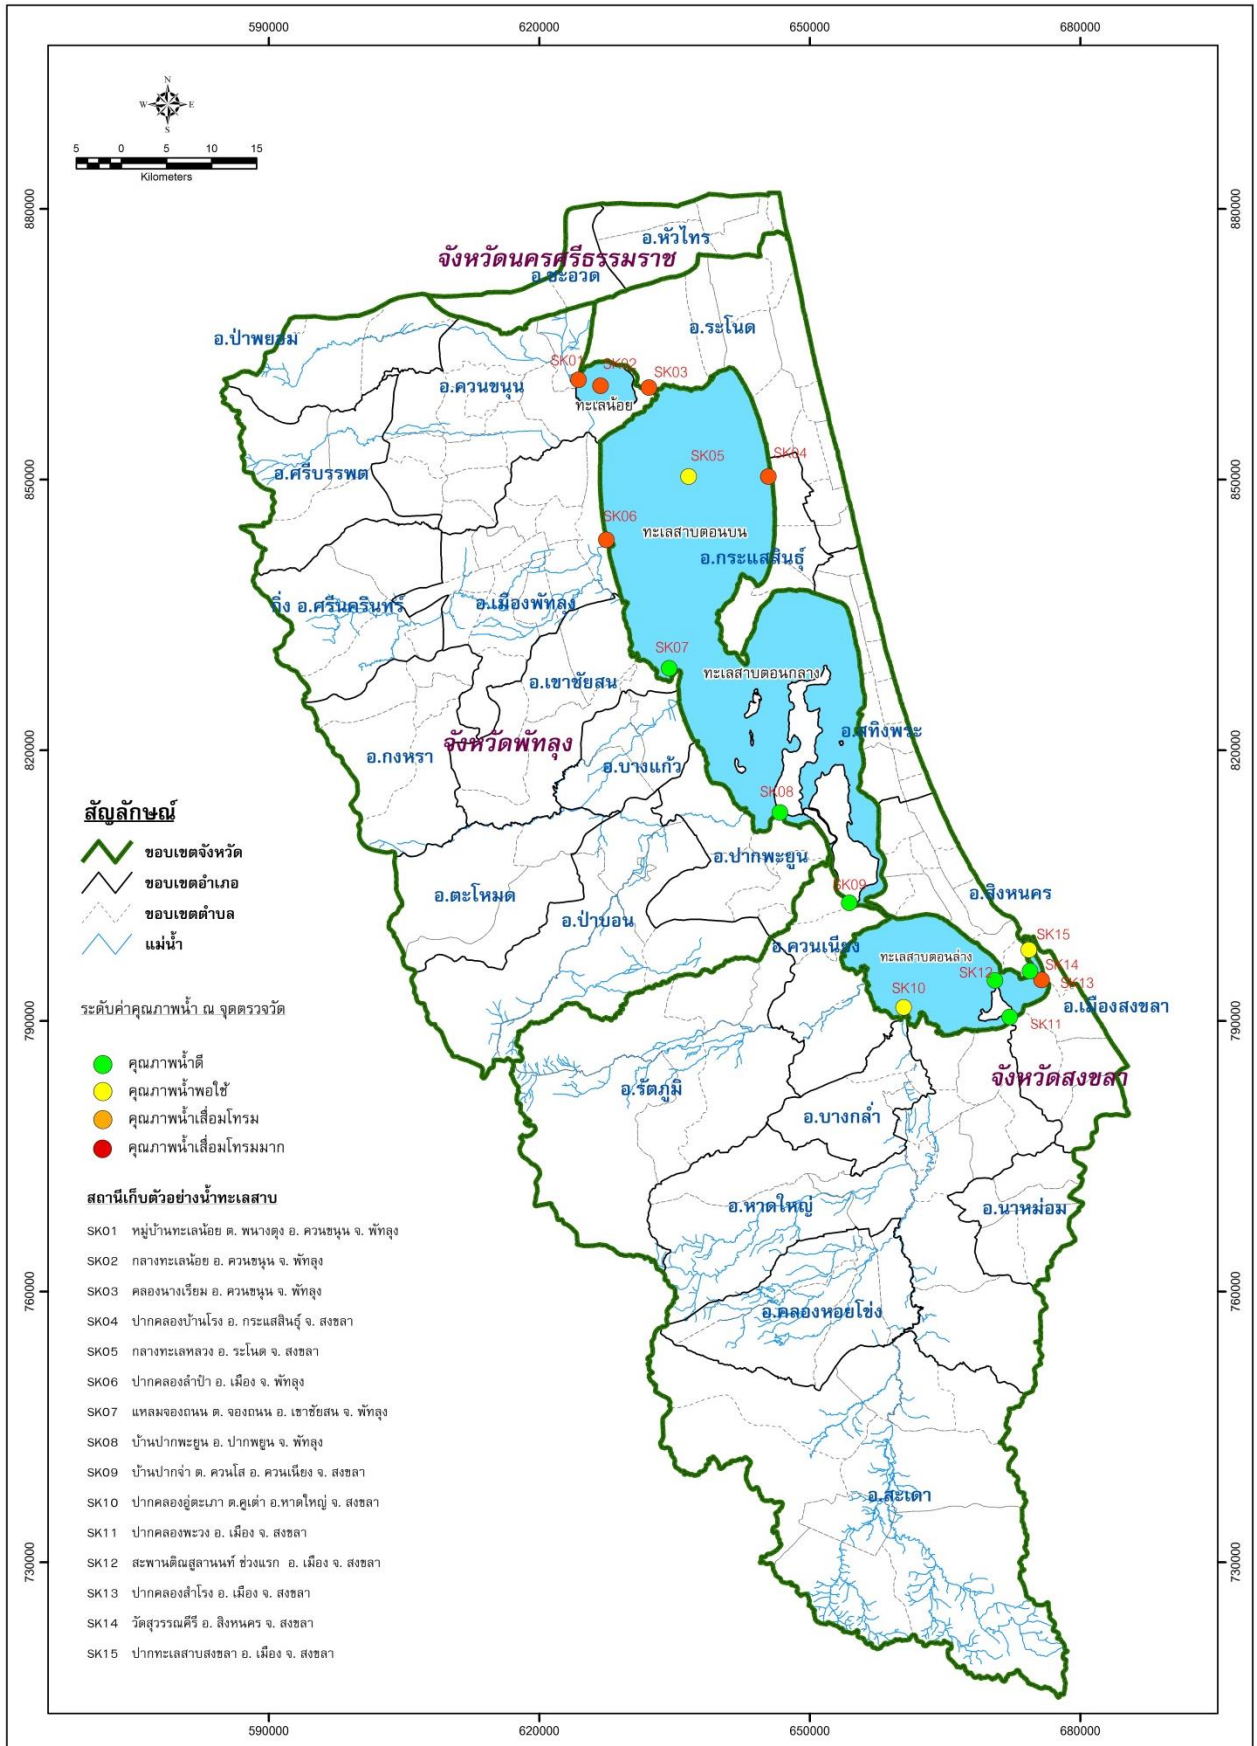 590000 620000 650000 680000
N
W E
S
5 0 5 10 15
Kilometers
880000 880000
850000 850000
820000 820000
790000 790000
760000 760000
730000 730000
อ.หัวไทร
จังหวัดนครศรีธรรมราช
อ.ชะอวด
อ.ป่าพยอม
อ.ระโนด
SK01
SK02
SK03
อ.ควนขนุน
ทะเลน้อย
SK05
SK04
อ.ศรีบรรพต
SK06
ทะเลสาบตอนบน
อ.กระแสสินธุ์
กิ่ง อ.ศรีนครินทร์
อ.เมืองพัทลุง
SK07
ทะเลสาบตอนกลาง
อ.เขาชัยสน
อ.สทิงพระ
จังหวัดพัทลุง
อ.กงหรา
อ.บางแก้ว
SK08
อ.ปากพะยูน
SK09
อ.ตะโหมด
อ.สิงหนคร
อ.ป่าบอน
อ.ควนเนียง
SK15
ทะเลสาบตอนล่าง
SK14
SK12
SK13
SK10
อ.เมืองสงขลา
SK11
จังหวัดสงขลา
อ.รัตภูมิ
อ.บางกล่ำ
อ.หาดใหญ่
อ.นาหม่อม
อ.คลองหอยโข่ง
อ.สะเดา
สัญลักษณ์
ขอบเขตจังหวัด
ขอบเขตอำเภอ
ขอบเขตตำบล
แม่น้ำ
ระดับค่าคุณภาพน้ำ ณ จุดตรวจวัด
คุณภาพน้ำดี
คุณภาพน้ำพอใช้
คุณภาพน้ำเสื่อมโทรม
คุณภาพน้ำเสื่อมโทรมมาก
สถานีเก็บตัวอย่างน้ำทะเลสาบ
SK01 หมู่บ้านทะเลน้อย ต. พนางตุง อ. ควนขนุน จ. พัทลุง
SK02 กลางทะเลน้อย อ. ควนขนุน จ. พัทลุง
SK03 คลองนางเรียม อ. ควนขนุน จ. พัทลุง
SK04 ปากคลองบ้านโรง อ. กระแสสินธุ์ จ. สงขลา
SK05 กลางทะเลหลวง อ. ระโนด จ. สงขลา
SK06 ปากคลองลำปำ อ. เมือง จ. พัทลุง
SK07 แหลมจองถนน ต. จองถนน อ. เขาชัยสน จ. พัทลุง
SK08 บ้านปากพะยูน อ. ปากพยูน จ. พัทลุง
SK09 บ้านปากจ่า ต. ควนโส อ. ควนเนียง จ. สงขลา
SK10 ปากคลองอู่ตะเภา ต.คูเต่า อ.หาดใหญ่ จ. สงขลา
SK11 ปากคลองพะวง อ. เมือง จ. สงขลา
SK12 สะพานติณสูลานนท์ ช่วงแรก อ. เมือง จ. สงขลา
SK13 ปากคลองสำโรง อ. เมือง จ. สงขลา
SK14 วัดสุวรรณคีรี อ. สิงหนคร จ. สงขลา
SK15 ปากทะเลสาบสงขลา อ. เมือง จ. สงขลา
590000 620000 650000 680000